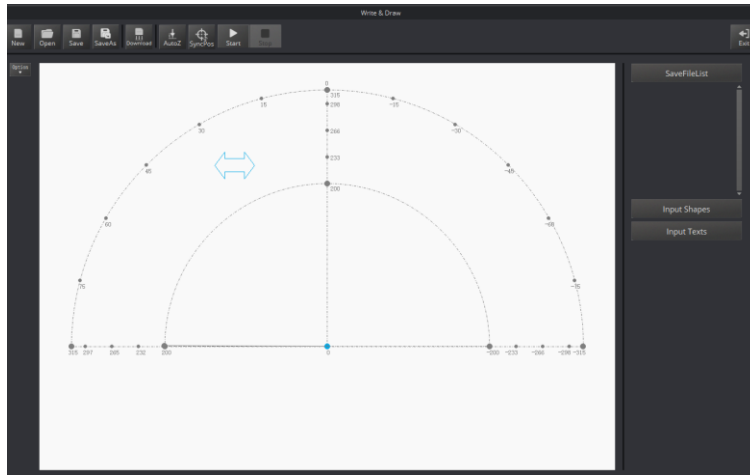 Write & Draw
New Open Save SaveAs Download AutoZ SyncPos Start Stop Exit
Option
SaveFileList
Input Shapes
Input Texts
0
315
15 298 -15
30 266 -30
45 233 -45
200
60 -60
75 -75
315 297 265 232 200 0 -200 -233 -266 -298 -315